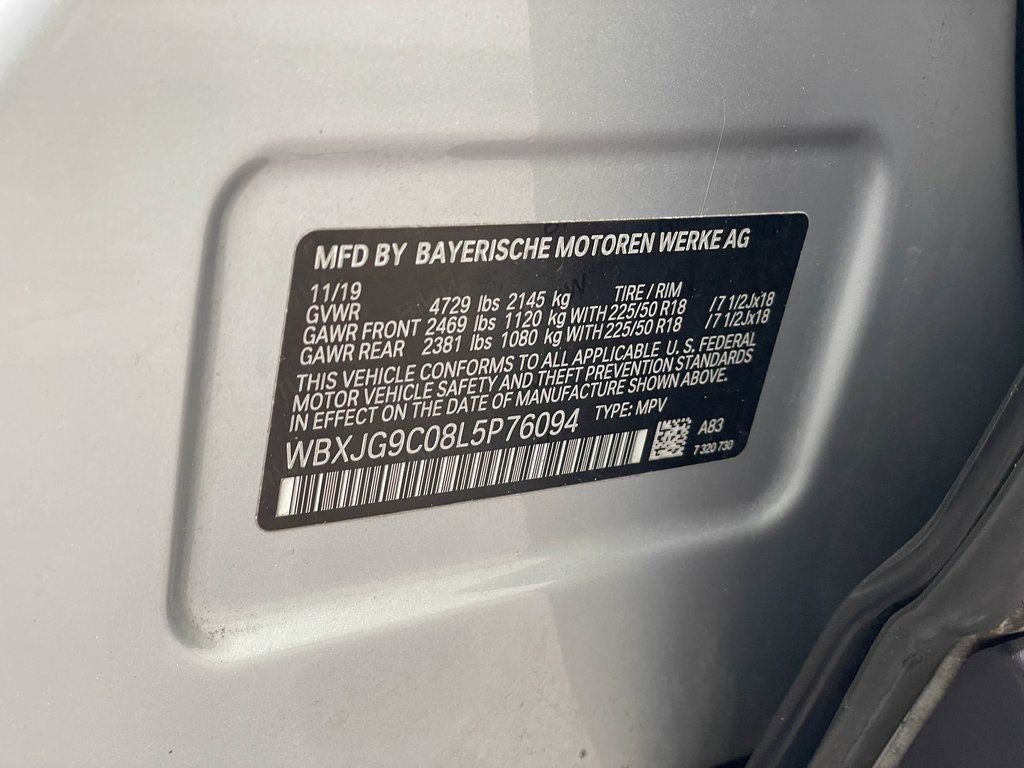 MFD BY BAYERISCHE MOTOREN WERKE AG
11/19 TIRE / RIM
GVWR 4729 lbs 2145 kg
GAWR FRONT 2469 lbs 1120 kg WITH 225/50 R18 /7 1/2Jx18
GAWR REAR 2381 lbs 1080 kg WITH 225/50 R18 /7 1/2Jx18
THIS VEHICLE CONFORMS TO ALL APPLICABLE U.S. FEDERAL
MOTOR VEHICLE SAFETY AND THEFT PREVENTION STANDARDS
IN EFFECT ON THE DATE OF MANUFACTURE SHOWN ABOVE.
WBXJG9C08L5P76094 TYPE: MPV
A83
7 320 730